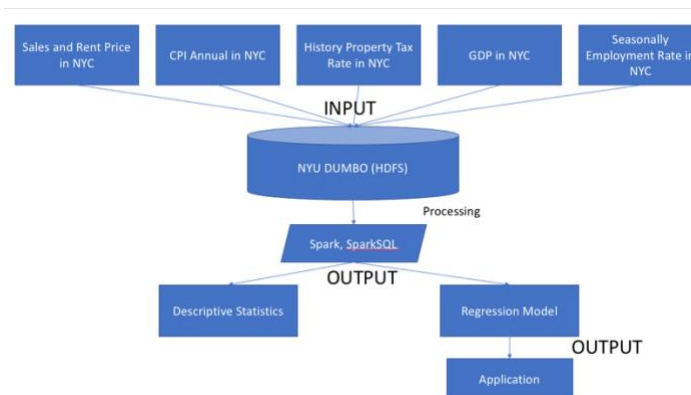 Sales and Rent Price
in NYC
CPI Annual in NYC
History Property Tax
Rate in NYC
GDP in NYC
Seasonally
Employment Rate in
NYC
INPUT
NYU DUMBO (HDFS)
Processing
Spark, SparkSQL
OUTPUT
Descriptive Statistics
Regression Model
OUTPUT
Application